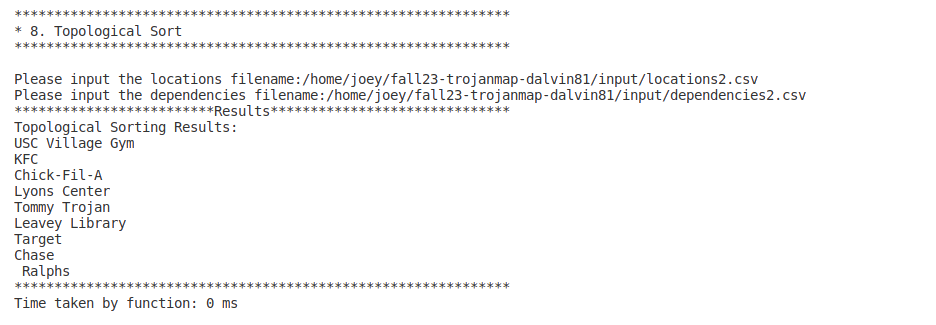 **************************************************************
* 8. Topological Sort
**************************************************************
Please input the locations filename:/home/joey/fall23-trojanmap-dalvin81/input/locations2.csv
Please input the dependencies filename:/home/joey/fall23-trojanmap-dalvin81/input/dependencies2.csv
*************************Results******************************
Topological Sorting Results:
USC Village Gym
KFC
Chick-Fil-A
Lyons Center
Tommy Trojan
Leavey Library
Target
Chase
 Ralphs
**************************************************************
Time taken by function: 0 ms